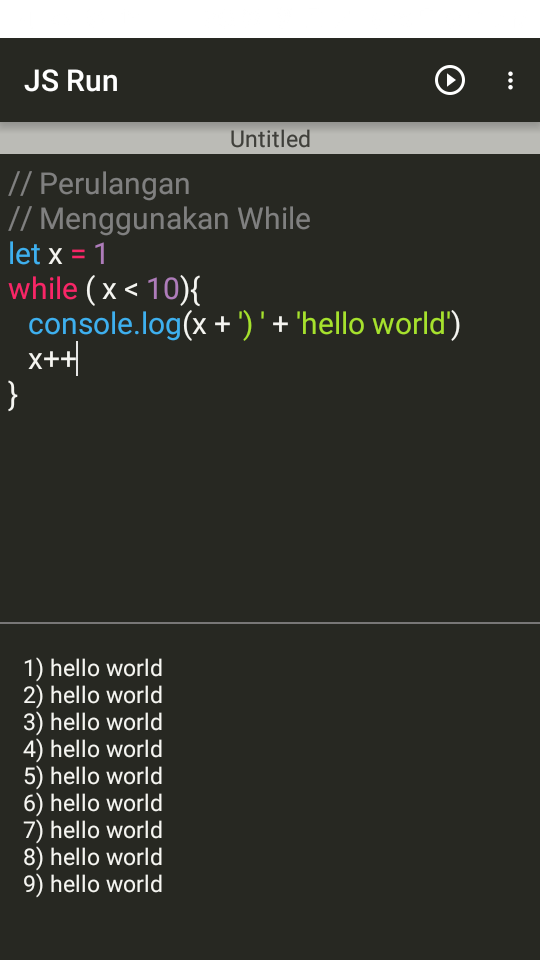 JS Run
Untitled
// Perulangan
// Menggunakan While
let x = 1
while ( x < 10){
console.log(x + ') ' + 'hello world')
x++
}
1) hello world
2) hello world
3) hello world
4) hello world
5) hello world
6) hello world
7) hello world
8) hello world
9) hello world